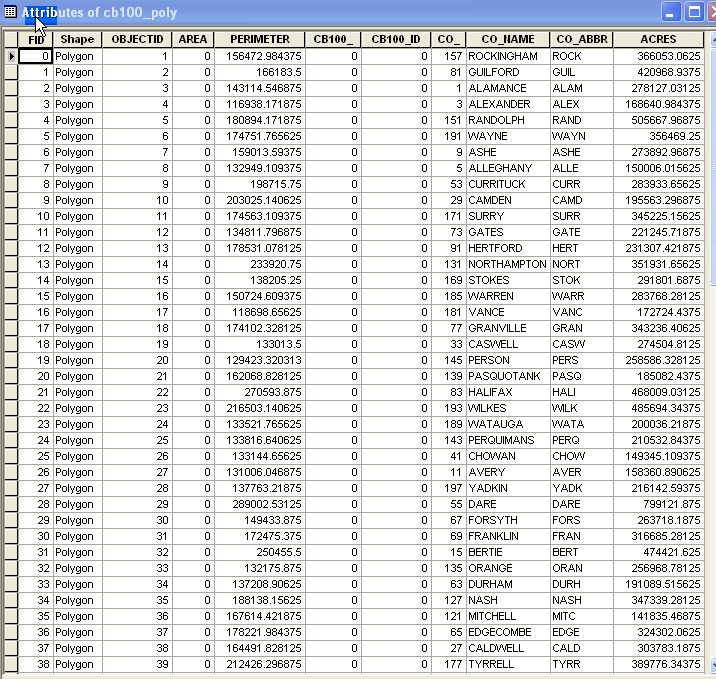 Attributes of cb100_poly
FID Shape OBJECTID AREA PERIMETER CB100_ CB100_ID CO_ CO_NAME CO_ABBR ACRES
0 Polygon 1 0 156472.984375 0 0 157 ROCKINGHAM ROCK 366053.0625
1 Polygon 2 0 166183.5 0 0 81 GUILFORD GUIL 420968.9375
2 Polygon 3 0 143114.546875 0 0 1 ALAMANCE ALAM 278127.03125
3 Polygon 4 0 116938.171875 0 0 3 ALEXANDER ALEX 168640.984375
4 Polygon 5 0 180894.171875 0 0 151 RANDOLPH RAND 505667.96875
5 Polygon 6 0 174751.765625 0 0 191 WAYNE WAYN 356469.25
6 Polygon 7 0 159013.59375 0 0 9 ASHE ASHE 273892.96875
7 Polygon 8 0 132949.109375 0 0 5 ALLEGHANY ALLE 150006.015625
8 Polygon 9 0 198715.75 0 0 53 CURRITUCK CURR 283933.65625
9 Polygon 10 0 203025.140625 0 0 29 CAMDEN CAMD 195563.296875
10 Polygon 11 0 174563.109375 0 0 171 SURRY SURR 345225.15625
11 Polygon 12 0 134811.796875 0 0 73 GATES GATE 221245.71875
12 Polygon 13 0 178531.078125 0 0 91 HERTFORD HERT 231307.421875
13 Polygon 14 0 233920.75 0 0 131 NORTHAMPTON NORT 351931.65625
14 Polygon 15 0 138205.25 0 0 169 STOKES STOK 291801.6875
15 Polygon 16 0 150724.609375 0 0 185 WARREN WARR 283768.28125
16 Polygon 17 0 118698.65625 0 0 181 VANCE VANC 172724.4375
17 Polygon 18 0 174102.328125 0 0 77 GRANVILLE GRAN 343236.40625
18 Polygon 19 0 133013.5 0 0 33 CASWELL CASW 274504.8125
19 Polygon 20 0 129423.320313 0 0 145 PERSON PERS 258586.328125
20 Polygon 21 0 162068.828125 0 0 139 PASQUOTANK PASQ 185082.4375
21 Polygon 22 0 270593.875 0 0 83 HALIFAX HALI 468009.03125
22 Polygon 23 0 216503.140625 0 0 193 WILKES WILK 485694.34375
23 Polygon 24 0 133521.765625 0 0 189 WATAUGA WATA 200036.21875
24 Polygon 25 0 133816.640625 0 0 143 PERQUIMANS PERQ 210532.84375
25 Polygon 26 0 133144.65625 0 0 41 CHOWAN CHOW 149345.109375
26 Polygon 27 0 131006.046875 0 0 11 AVERY AVER 158360.890625
27 Polygon 28 0 137763.21875 0 0 197 YADKIN YADK 216142.59375
28 Polygon 29 0 289002.53125 0 0 55 DARE DARE 799121.875
29 Polygon 30 0 149433.875 0 0 67 FORSYTH FORS 263718.1875
30 Polygon 31 0 172475.375 0 0 69 FRANKLIN FRAN 316685.28125
31 Polygon 32 0 250455.5 0 0 15 BERTIE BERT 474421.625
32 Polygon 33 0 132175.875 0 0 135 ORANGE ORAN 256968.78125
33 Polygon 34 0 137208.90625 0 0 63 DURHAM DURH 191089.515625
34 Polygon 35 0 188138.15625 0 0 127 NASH NASH 347339.28125
35 Polygon 36 0 167614.421875 0 0 121 MITCHELL MITC 141835.46875
36 Polygon 37 0 178221.984375 0 0 65 EDGECOMBE EDGE 324302.0625
37 Polygon 38 0 164491.828125 0 0 27 CALDWELL CALD 303783.1875
38 Polygon 39 0 212426.296875 0 0 177 TYRRELL TYRR 389776.34375